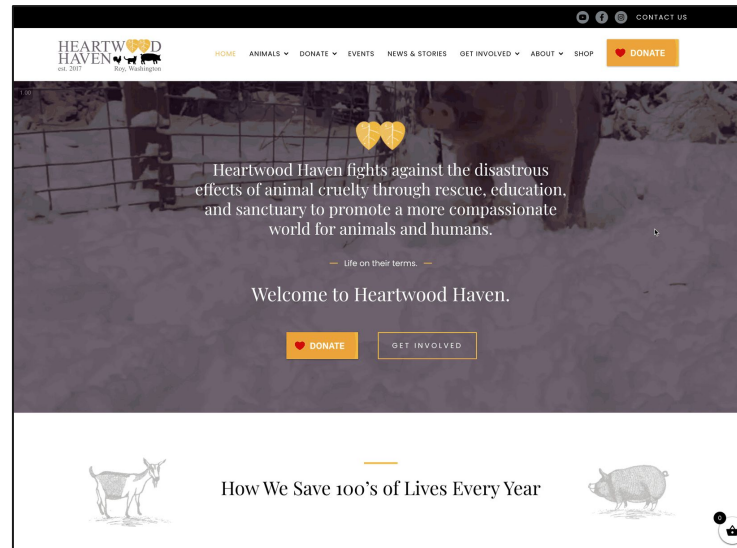 CONTACT US
HEARTWOOD
HAVEN
est. 2017 Roy, Washington
HOME ANIMALS DONATE EVENTS NEWS & STORIES GET INVOLVED ABOUT SHOP DONATE
1.00
Heartwood Haven fights against the disastrous
effects of animal cruelty through rescue, education,
and sanctuary to promote a more compassionate
world for animals and humans.
Life on their terms.
Welcome to Heartwood Haven.
DONATE GET INVOLVED
How We Save 100's of Lives Every Year
0